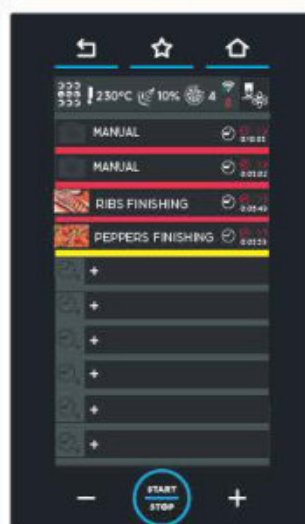 230°C 10% 4
MANUAL
MANUAL
RIBS FINISHING
PEPPERS FINISHING
+
+
+
+
+
+
− START STOP +